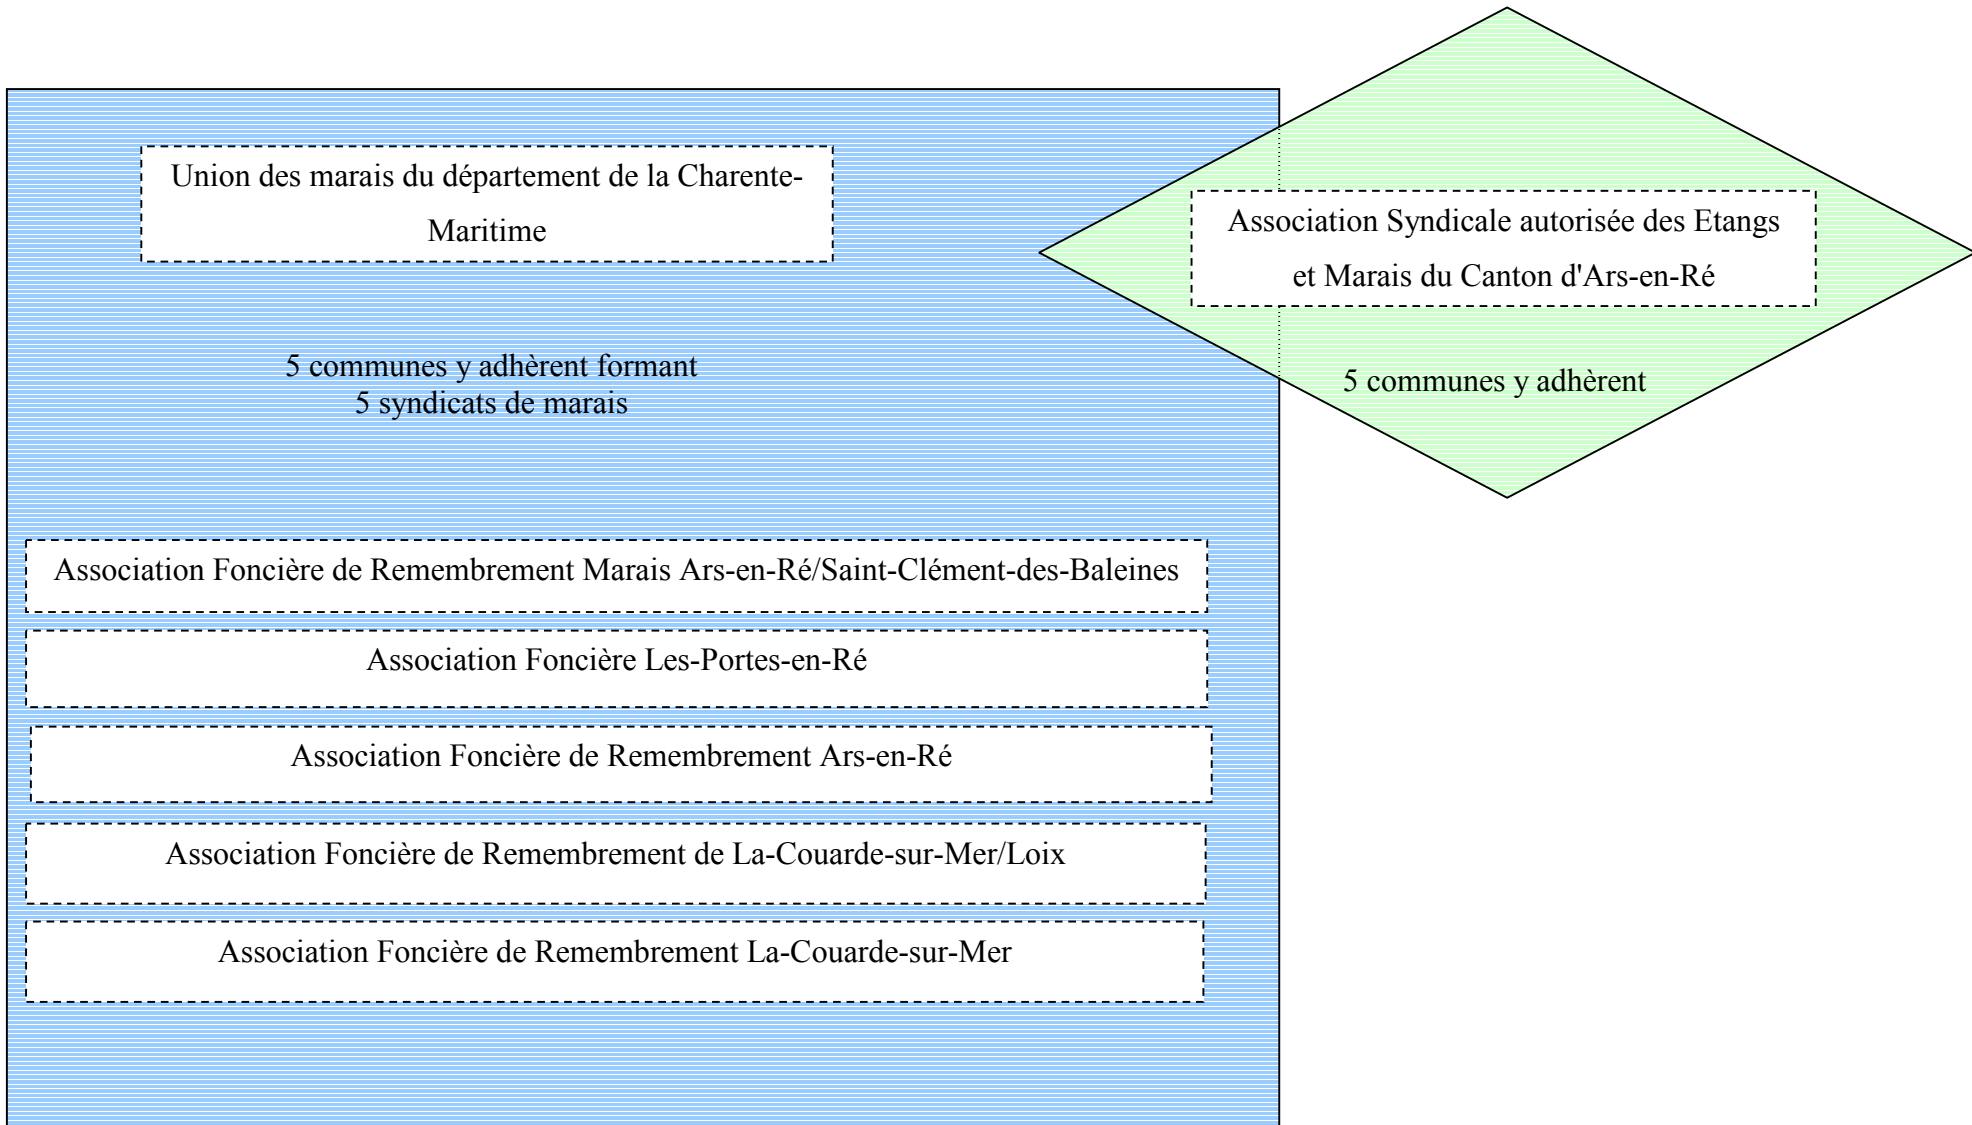 Union des marais du département de la Charente-
Maritime
Association Syndicale autorisée des Etangs
et Marais du Canton d'Ars-en-Ré
5 communes y adhèrent formant
5 syndicats de marais
5 communes y adhèrent
Association Foncière de Remembrement Marais Ars-en-Ré/Saint-Clément-des-Baleines
Association Foncière Les-Portes-en-Ré
Association Foncière de Remembrement Ars-en-Ré
Association Foncière de Remembrement de La-Couarde-sur-Mer/Loix
Association Foncière de Remembrement La-Couarde-sur-Mer